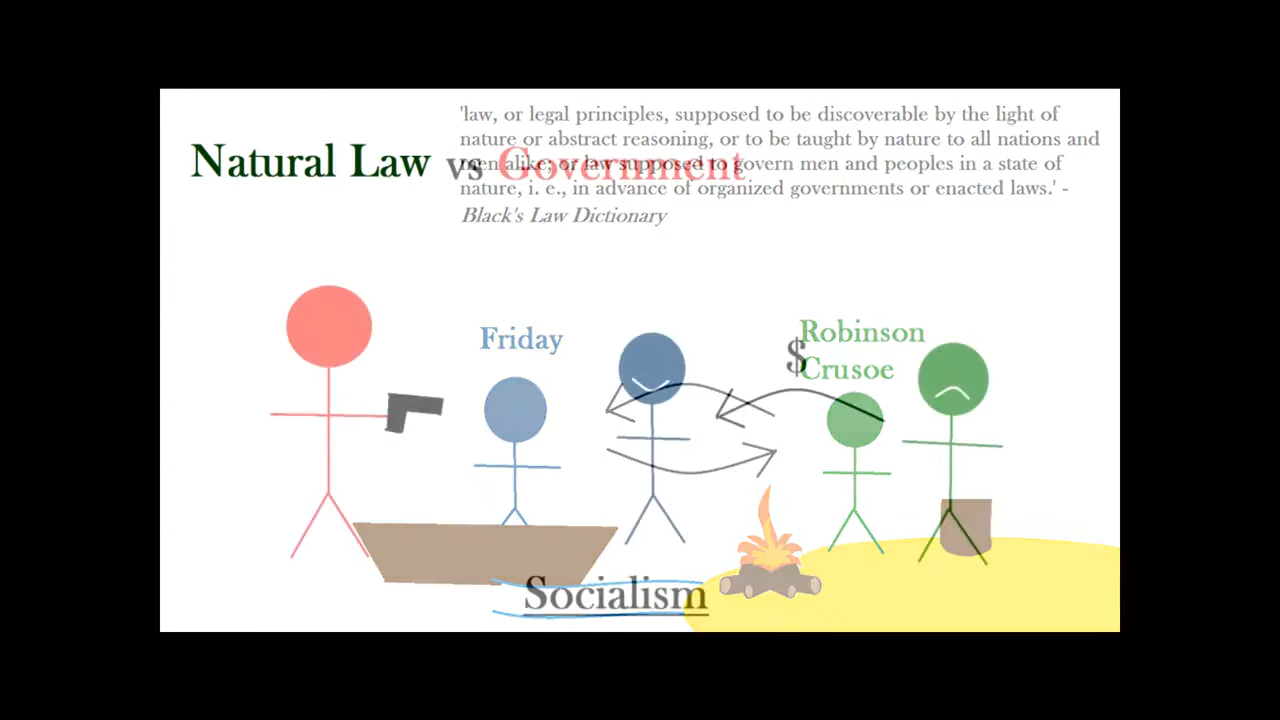 'law, or legal principles, supposed to be discoverable by the light of
nature or abstract reasoning, or to be taught by nature to all nations and
men alike; or law supposed to govern men and peoples in a state of
nature, i. e., in advance of organized governments or enacted laws.' -
Black's Law Dictionary
Natural Law vs Government
Friday
Robinson
Crusoe
$
Socialism